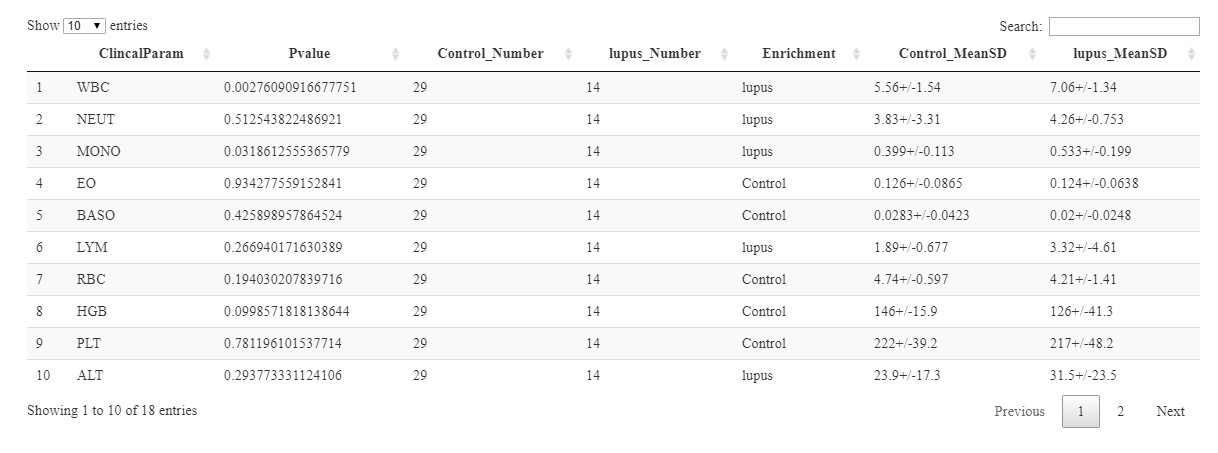 Show 10 entries Search:
ClincalParam Pvalue Control_Number lupus_Number Enrichment Control_MeanSD lupus_MeanSD
1 WBC 0.00276090916677751 29 14 lupus 5.56+/-1.54 7.06+/-1.34
2 NEUT 0.512543822486921 29 14 lupus 3.83+/-3.31 4.26+/-0.753
3 MONO 0.0318612555365779 29 14 lupus 0.399+/-0.113 0.533+/-0.199
4 EO 0.934277559152841 29 14 Control 0.126+/-0.0865 0.124+/-0.0638
5 BASO 0.425898957864524 29 14 Control 0.0283+/-0.0423 0.02+/-0.0248
6 LYM 0.266940171630389 29 14 lupus 1.89+/-0.677 3.32+/-4.61
7 RBC 0.194030207839716 29 14 Control 4.74+/-0.597 4.21+/-1.41
8 HGB 0.0998571818138644 29 14 Control 146+/-15.9 126+/-41.3
9 PLT 0.781196101537714 29 14 Control 222+/-39.2 217+/-48.2
10 ALT 0.293773331124106 29 14 lupus 23.9+/-17.3 31.5+/-23.5
Showing 1 to 10 of 18 entries Previous 1 2 Next